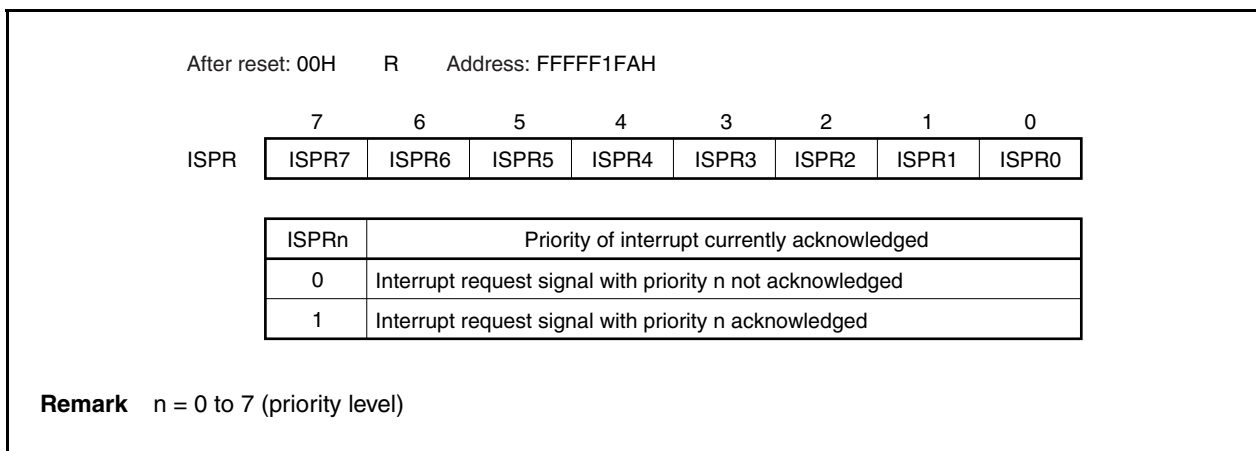 After reset: 00H R Address: FFFFF1FAH
7 6 5 4 3 2 1 0
ISPR ISPR7 ISPR6 ISPR5 ISPR4 ISPR3 ISPR2 ISPR1 ISPR0
ISPRn Priority of interrupt currently acknowledged
0 Interrupt request signal with priority n not acknowledged
1 Interrupt request signal with priority n acknowledged
Remark n = 0 to 7 (priority level)